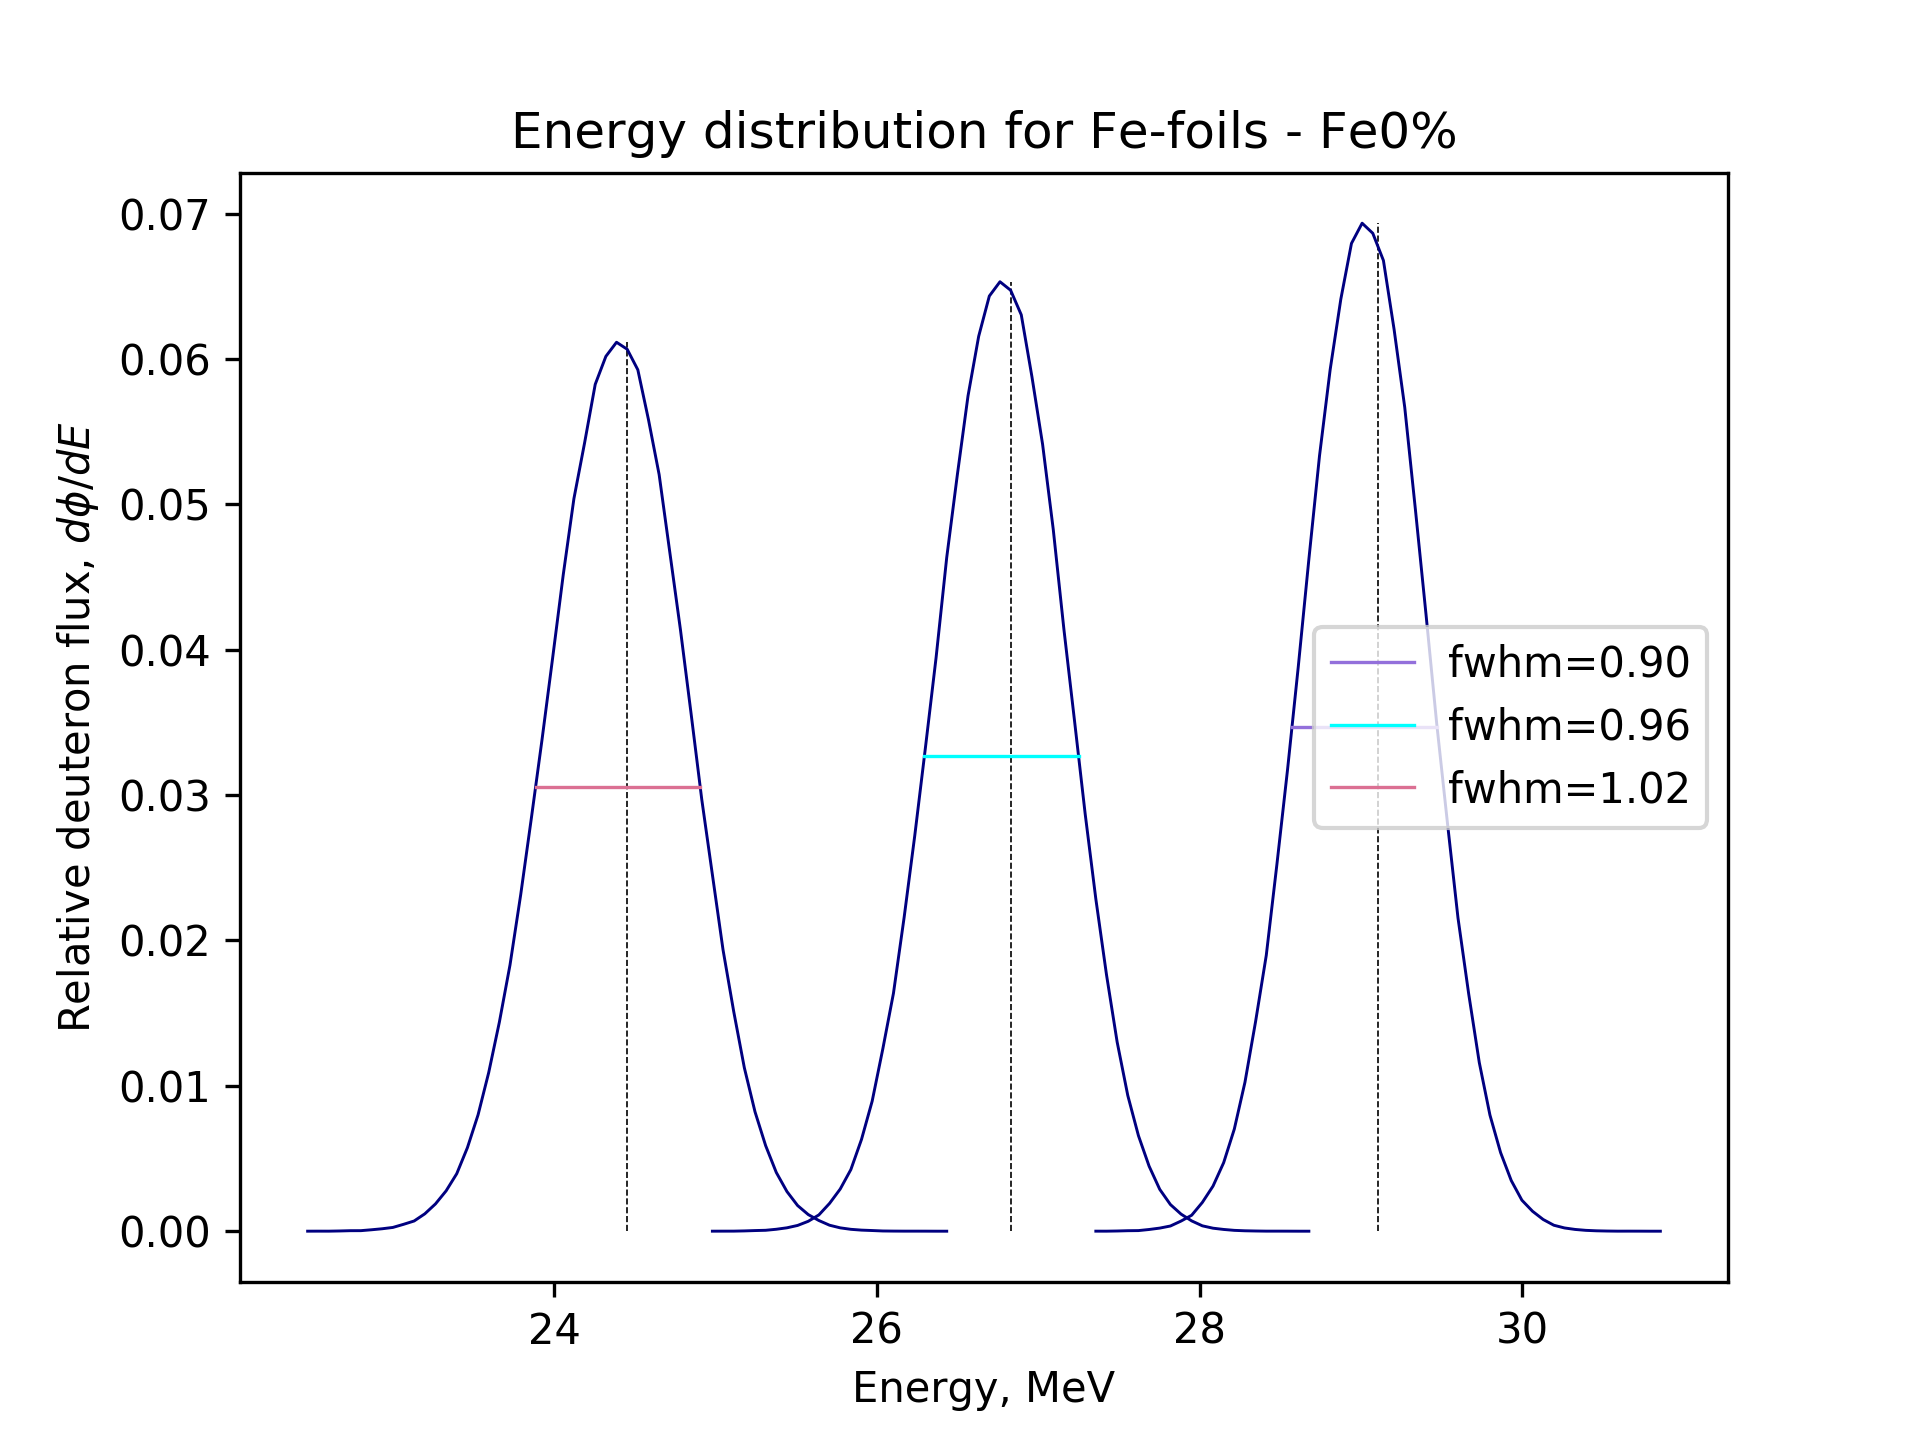 Energy distribution for Fe-foils - Fe0%
Relative deuteron flux, dϕ/dE
0.07
0.06
0.05
0.04
0.03
0.02
0.01
0.00
fwhm=0.90
fwhm=0.96
fwhm=1.02
24 26 28 30
Energy, MeV